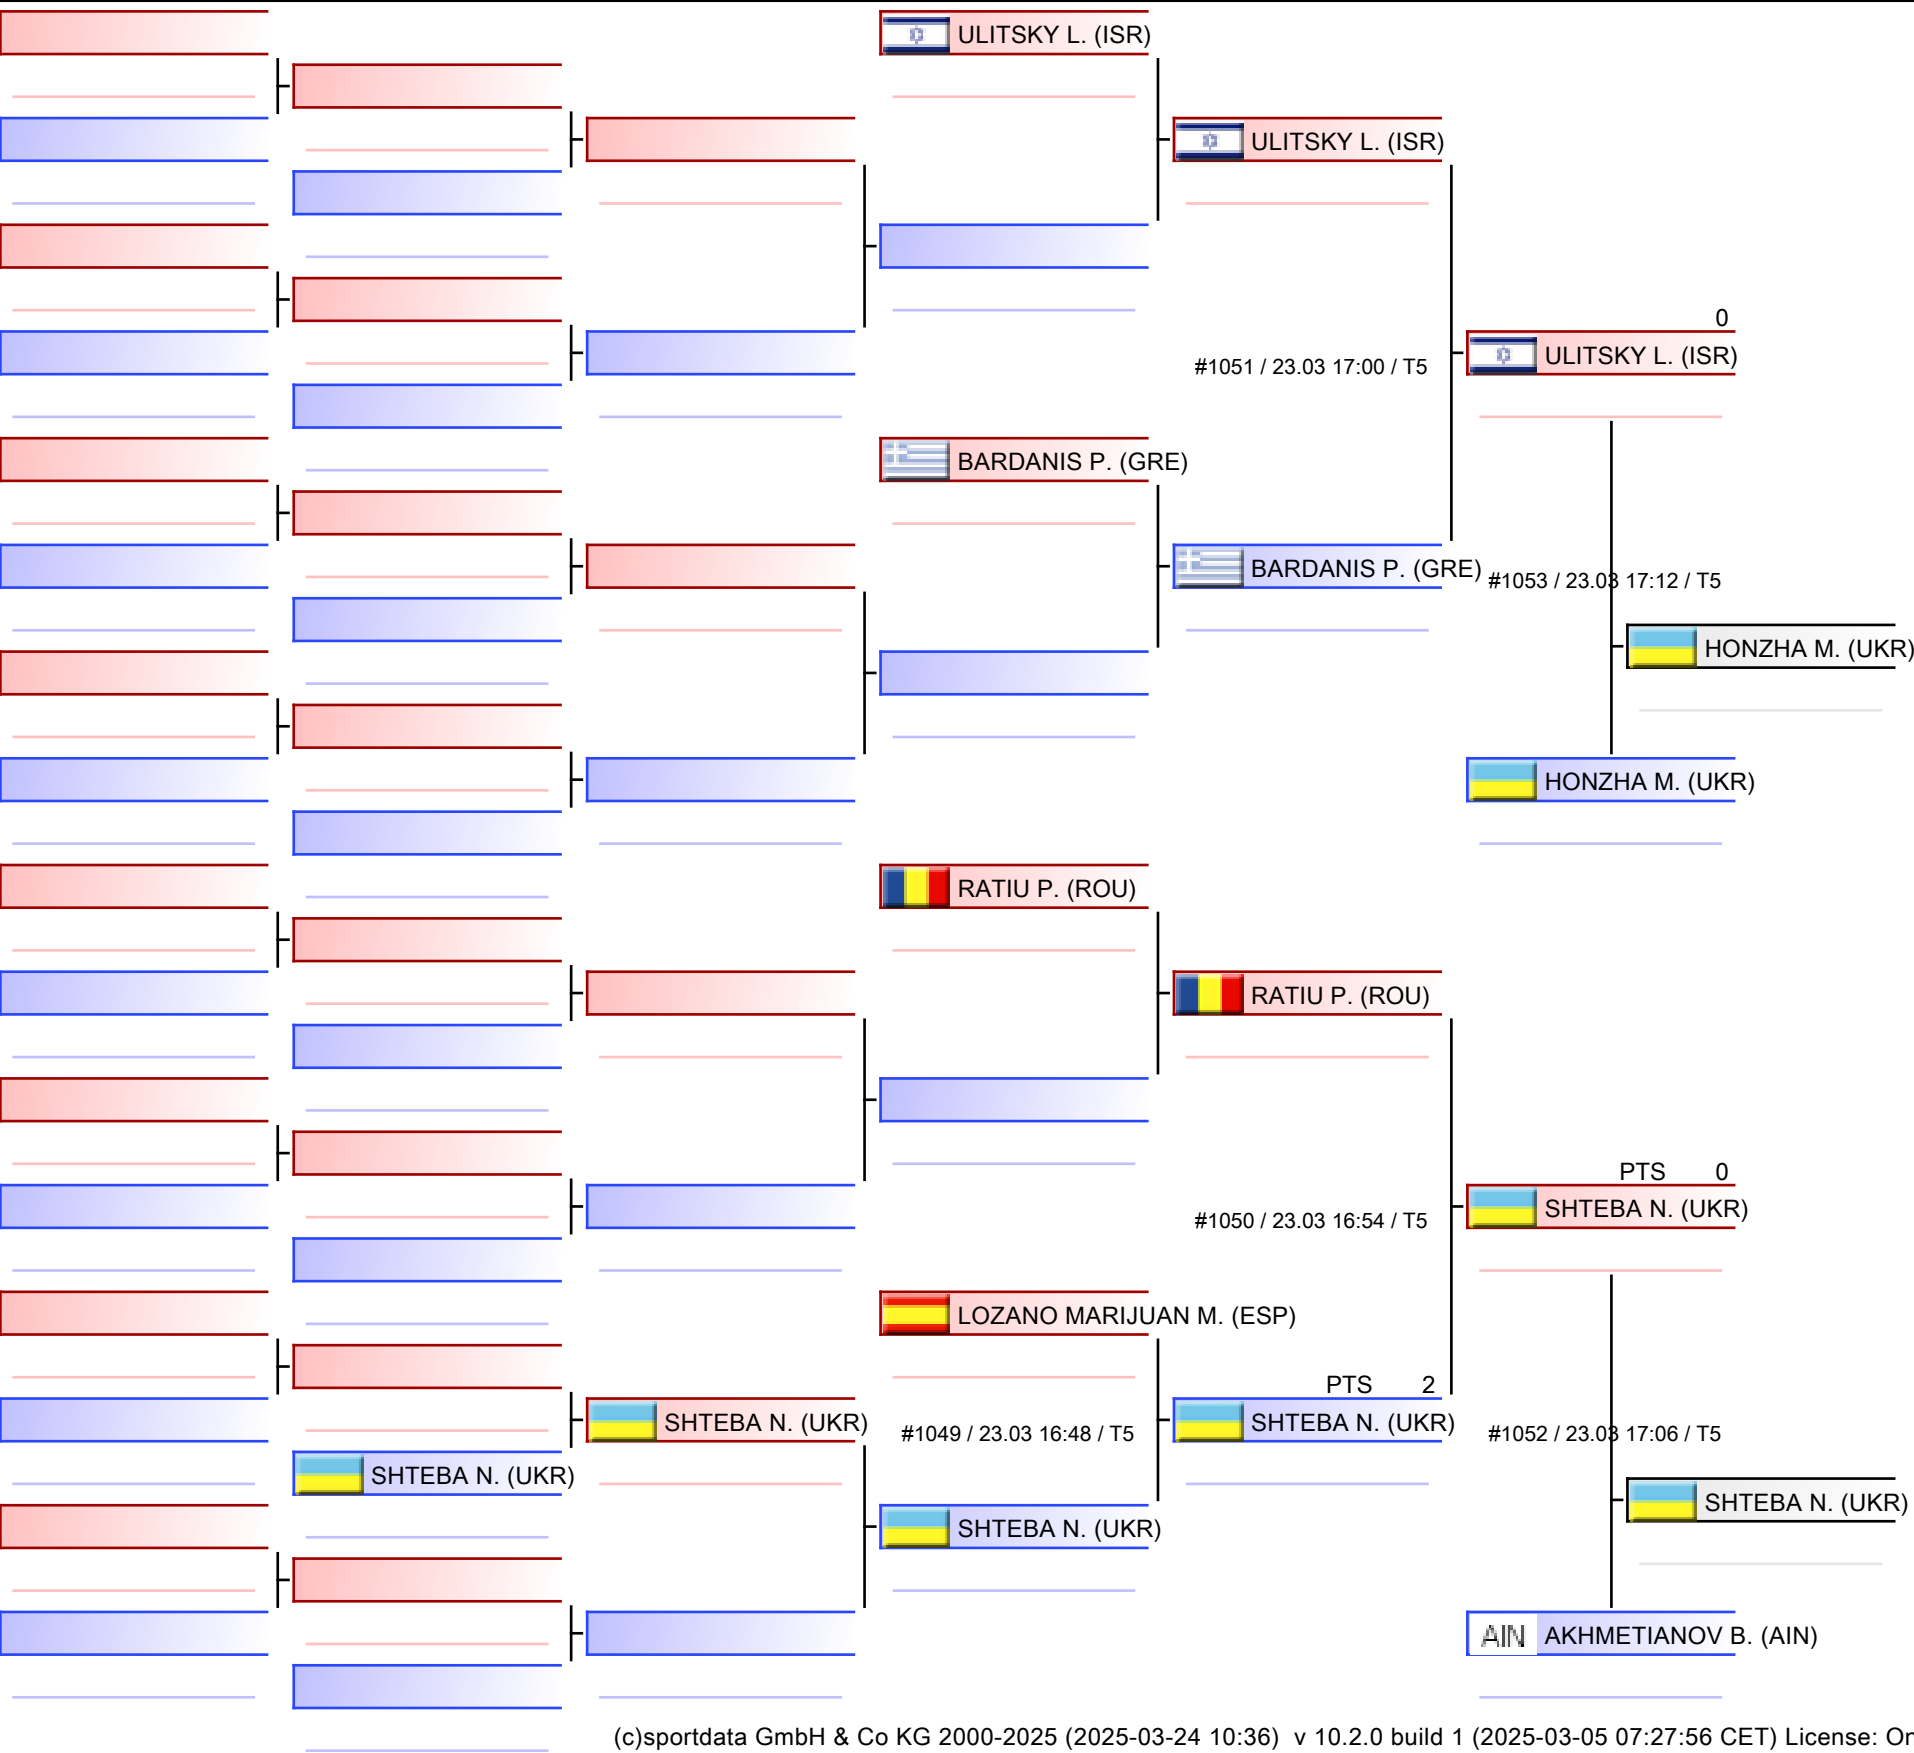 ULITSKY L. (ISR)
ULITSKY L. (ISR)
0
ULITSKY L. (ISR)
#1051 / 23.03 17:00 / T5
BARDANIS P. (GRE)
BARDANIS P. (GRE)
#1053 / 23.03 17:12 / T5
HONZHA M. (UKR)
HONZHA M. (UKR)
RATIU P. (ROU)
RATIU P. (ROU)
PTS 0
SHTEBA N. (UKR)
#1050 / 23.03 16:54 / T5
LOZANO MARIJUAN M. (ESP)
PTS 2
SHTEBA N. (UKR)
#1049 / 23.03 16:48 / T5
SHTEBA N. (UKR)
#1052 / 23.03 17:06 / T5
SHTEBA N. (UKR)
SHTEBA N. (UKR)
SHTEBA N. (UKR)
AIN AKHMETIANOV B. (AIN)
(c)sportdata GmbH & Co KG 2000-2025 (2025-03-24 10:36) v 10.2.0 build 1 (2025-03-05 07:27:56 CET) License: On